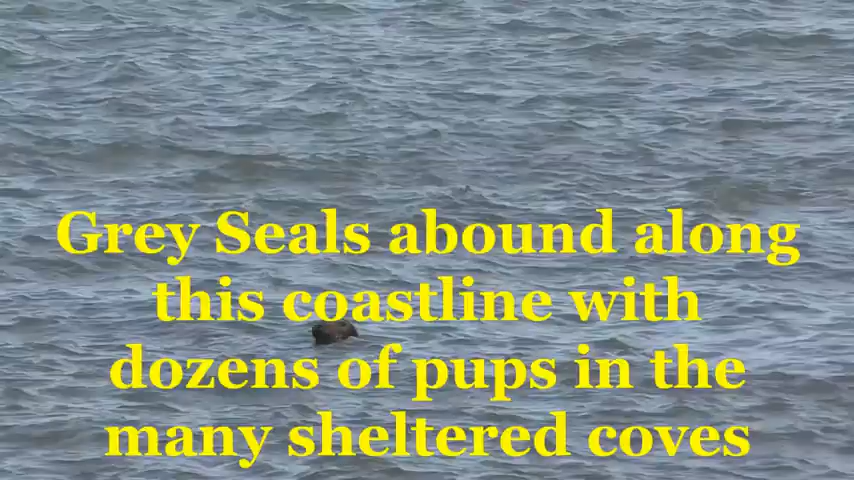 Grey Seals abound along
this coastline with
dozens of pups in the
many sheltered coves